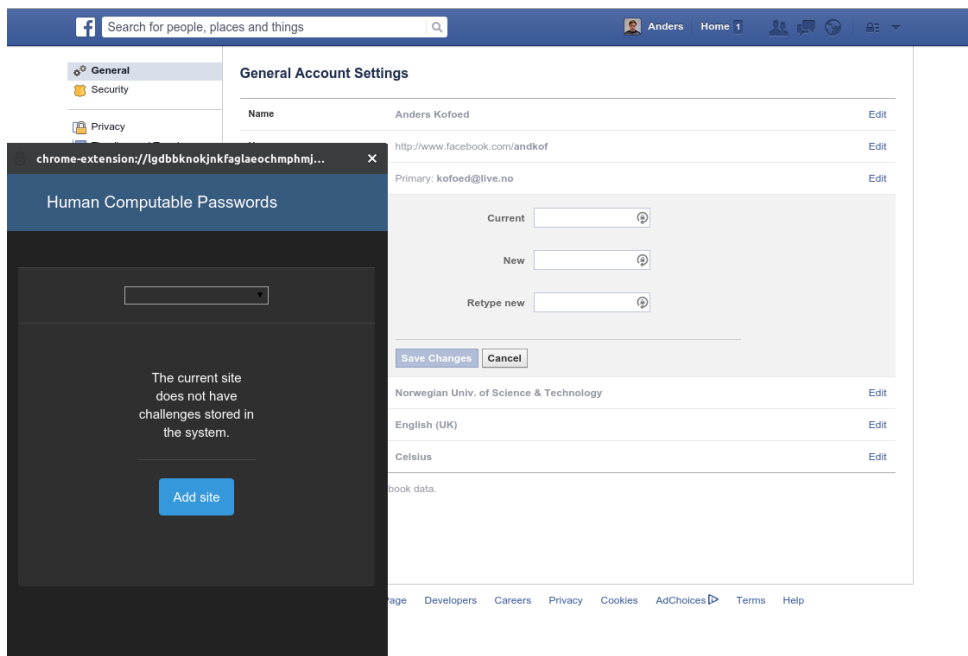 f Search for people, places and things Anders Home 1
General
Security
Privacy
General Account Settings
Name Anders Kofoed Edit
http://www.facebook.com/andkof Edit
Primary: kofoed@live.no Edit
Current
New
Retype new
Save Changes Cancel
Norwegian Univ. of Science & Technology Edit
English (UK) Edit
Celsius Edit
book data.
chrome-extension://lgdbbknokjnkfaglaeochmphmj... ×
Human Computable Passwords
The current site
does not have
challenges stored in
the system.
Add site
age Developers Careers Privacy Cookies AdChoices Terms Help